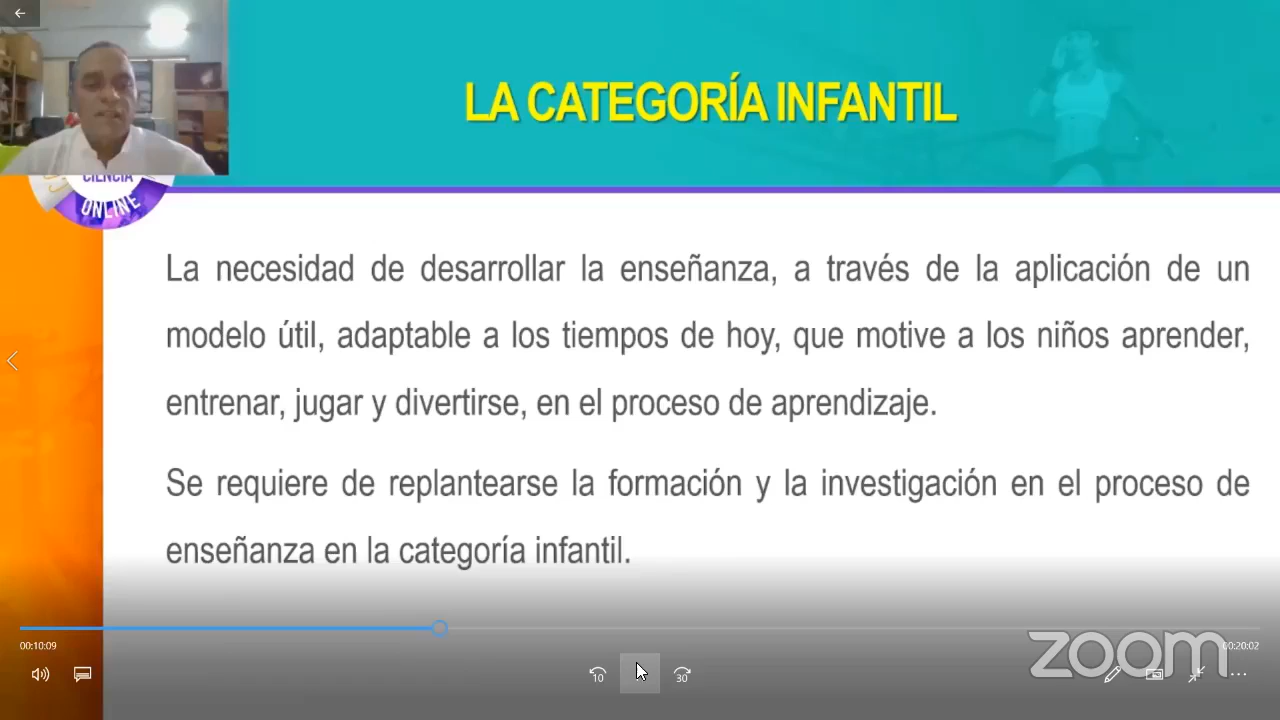 LA CATEGORÍA INFANTIL
CIENCIA
ONLINE
La necesidad de desarrollar la enseñanza, a través de la aplicación de un
modelo útil, adaptable a los tiempos de hoy, que motive a los niños aprender,
entrenar, jugar y divertirse, en el proceso de aprendizaje.
Se requiere de replantearse la formación y la investigación en el proceso de
enseñanza en la categoría infantil.
00:10:09
00:20:02
zoom
10
30